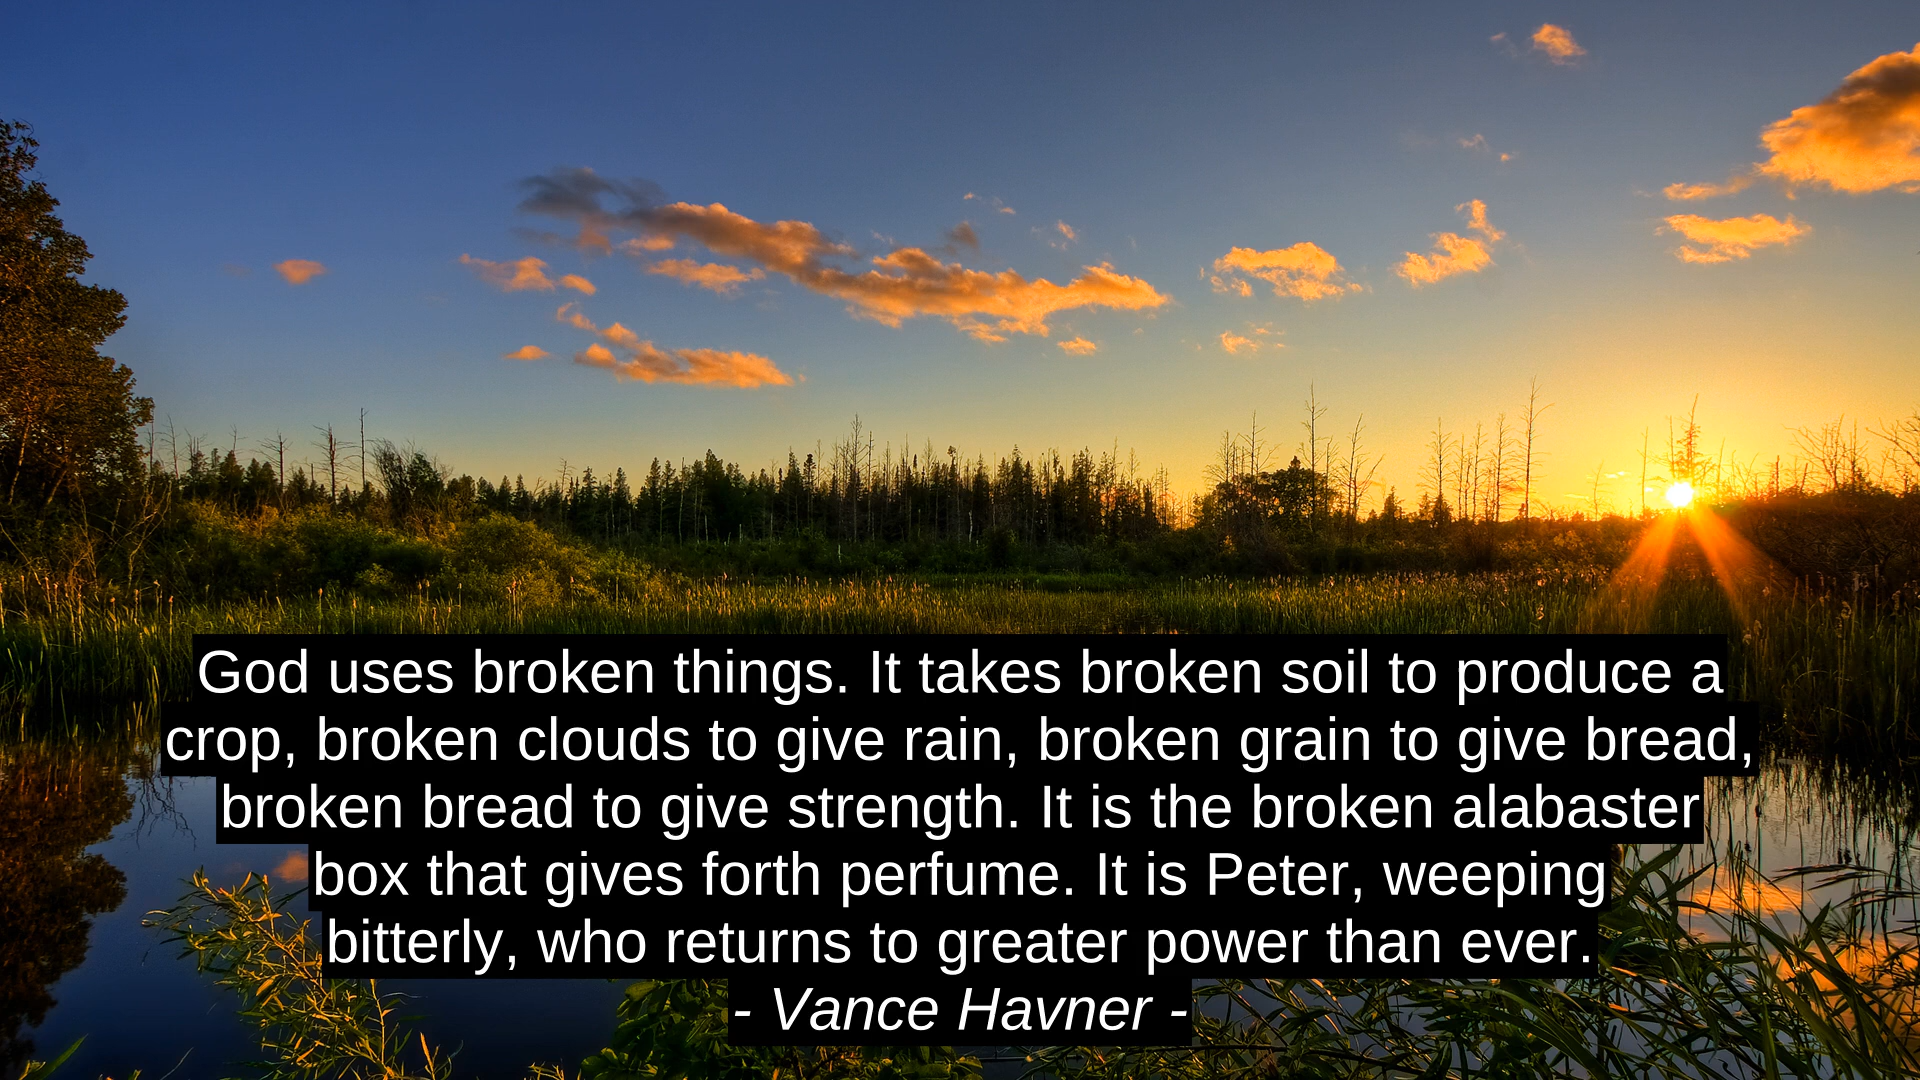 God uses broken things. It takes broken soil to produce a
crop, broken clouds to give rain, broken grain to give bread,
broken bread to give strength. It is the broken alabaster
box that gives forth perfume. It is Peter, weeping
bitterly, who returns to greater power than ever.
- Vance Havner -